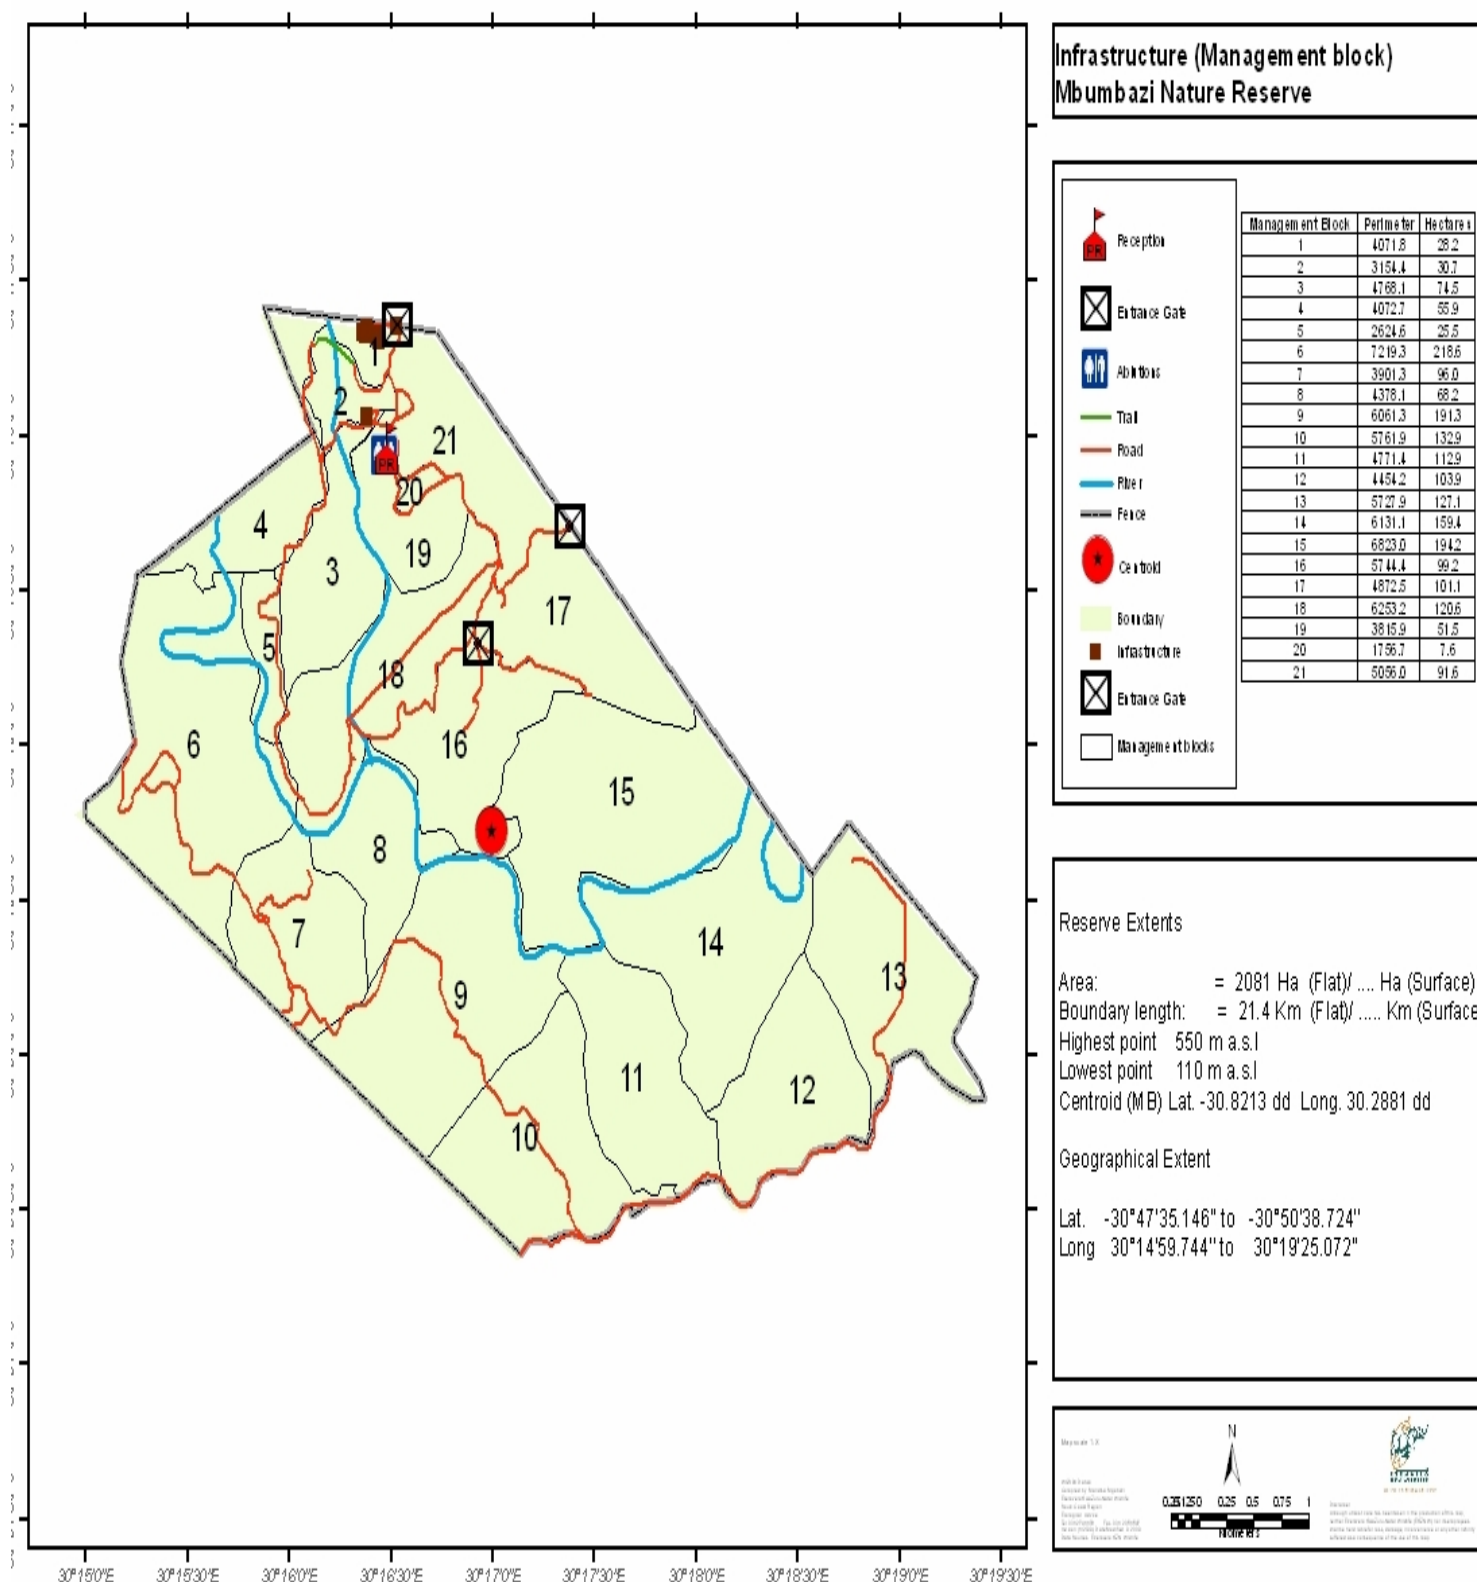 Infrastructure (Management block)
Mbumbazi Nature Reserve
Reception
Entrance Gate
Ablutions
Trail
Road
River
Fence
Centroid
Boundary
Infrastructure
Entrance Gate
Management blocks
Management Block Perimeter Hectares
1 4071.8 28.2
2 3154.4 30.7
3 4768.1 74.5
4 4072.7 55.9
5 2624.6 25.5
6 7219.3 218.6
7 3901.3 96.0
8 4378.1 68.2
9 6061.3 191.3
10 5761.9 132.9
11 4771.4 112.9
12 4454.2 103.9
13 5727.9 127.1
14 6131.1 159.4
15 6823.0 194.2
16 5744.4 99.2
17 4872.5 101.1
18 6253.2 120.6
19 3815.9 51.5
20 1756.7 7.6
21 5056.0 91.6
1
2
21
PR
20
4
19
3
17
5
18
6
16
15
8
7
14
13
9
11
12
10
Reserve Extents
Area: = 2081 Ha (Flat)/ .... Ha (Surface)
Boundary length: = 21.4 Km (Flat)/ ..... Km (Surface
Highest point 550 m a.s.l
Lowest point 110 m a.s.l
Centroid (MB) Lat. -30.8213 dd Long. 30.2881 dd
Geographical Extent
Lat. -30°47'35.146" to -30°50'38.724"
Long 30°14'59.744" to 30°19'25.072"
N
0.25 0.5 0.75 1
Kilometers
30°15'0"E 30°15'30"E 30°16'0"E 30°16'30"E 30°17'0"E 30°17'30"E 30°18'0"E 30°18'30"E 30°19'0"E 30°19'30"E